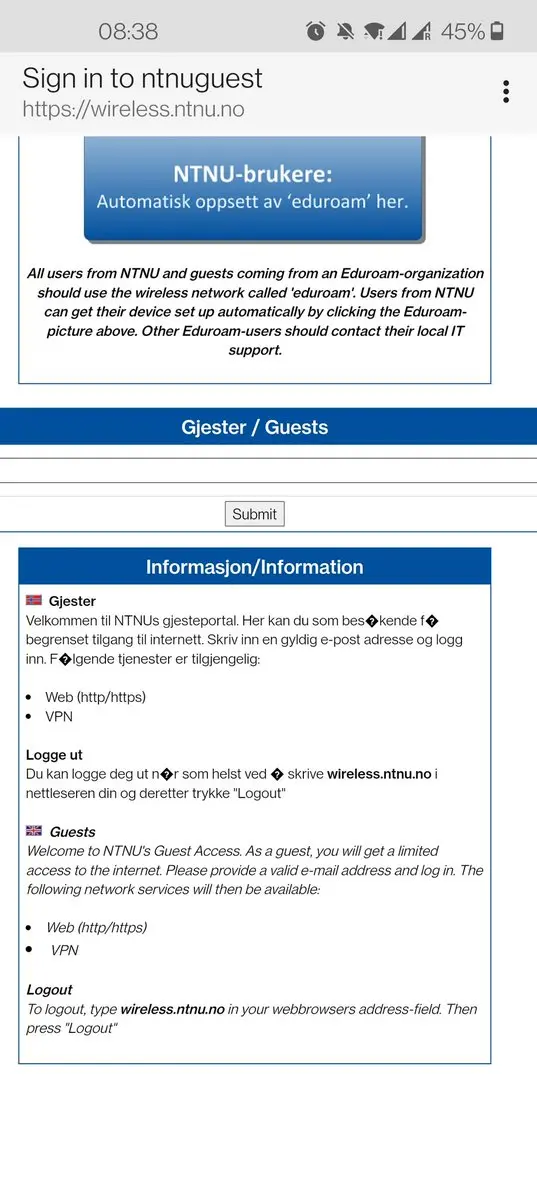 08:38
R
45%
Sign in to ntnuguest
https://wireless.ntnu.no
NTNU-brukere:
Automatisk oppsett av ‘eduroam’ her.
All users from NTNU and guests coming from an Eduroam-organization
should use the wireless network called 'eduroam'. Users from NTNU
can get their device set up automatically by clicking the Eduroam-
picture above. Other Eduroam-users should contact their local IT
support.
Gjester / Guests
Submit
Informasjon/Information
Gjester
Velkommen til NTNUs gjesteportal. Her kan du som bes�kende f�
begrenset tilgang til internett. Skriv inn en gyldig e-post adresse og logg
inn. F�lgende tjenester er tilgjengelig:
• Web (http/https)
• VPN
Logge ut
Du kan logge deg ut n�r som helst ved � skrive wireless.ntnu.no i
nettleseren din og deretter trykke "Logout"
Guests
Welcome to NTNU's Guest Access. As a guest, you will get a limited
access to the internet. Please provide a valid e-mail address and log in. The
following network services will then be available:
• Web (http/https)
• VPN
Logout
To logout, type wireless.ntnu.no in your webbrowsers address-field. Then
press "Logout"